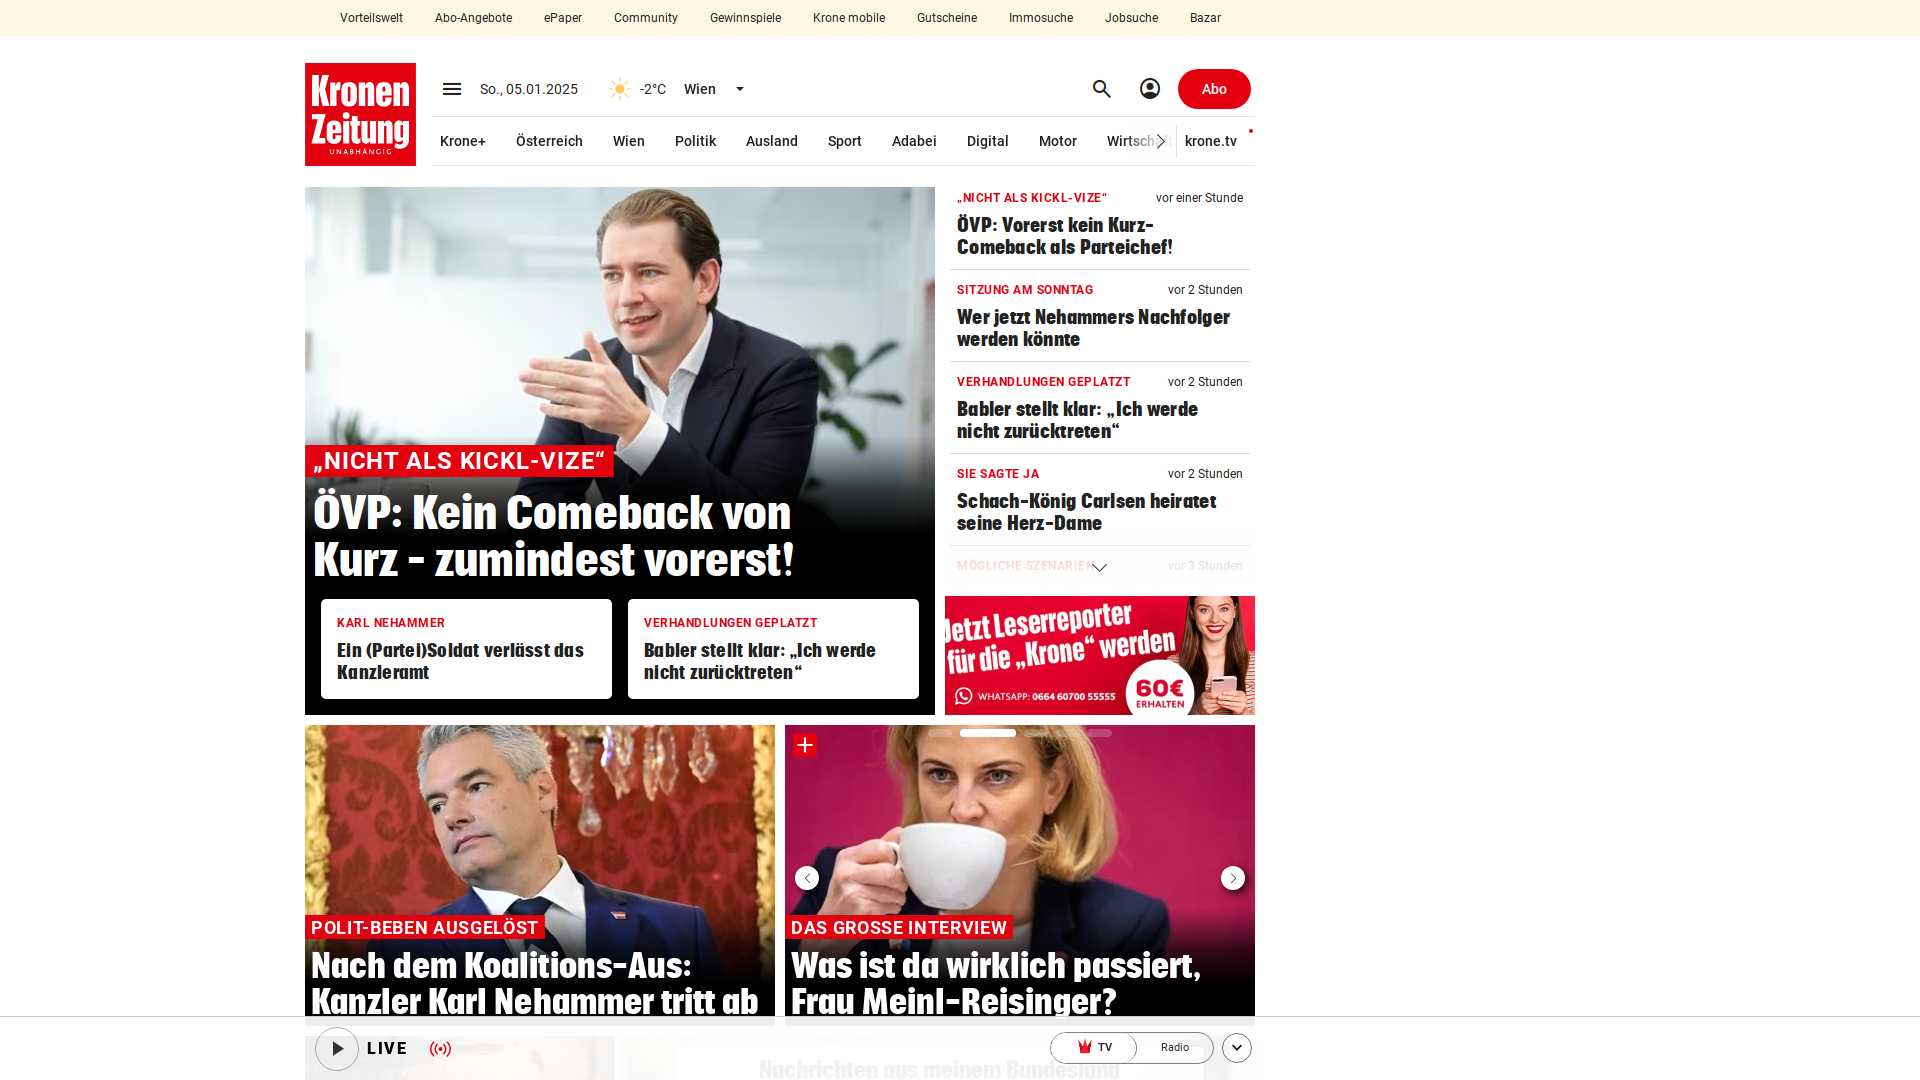 Vorteilswelt Abo-Angebote ePaper Community Gewinnspiele Krone mobile Gutscheine Immosuche Jobsuche Bazar
Kronen
Zeitung
UNABHÄNGIG
So., 05.01.2025 -2°C Wien Abo
Krone+ Österreich Wien Politik Ausland Sport Adabei Digital Motor Wirtschaft krone.tv
„NICHT ALS KICKL-VIZE“
ÖVP: Kein Comeback von
Kurz – zumindest vorerst!
KARL NEHAMMER
Ein (Partei)Soldat verlässt das
Kanzleramt
VERHANDLUNGEN GEPLATZT
Babler stellt klar: „Ich werde
nicht zurücktreten“
„NICHT ALS KICKL-VIZE“ vor einer Stunde
ÖVP: Vorerst kein Kurz-
Comeback als Parteichef!
SITZUNG AM SONNTAG vor 2 Stunden
Wer jetzt Nehammers Nachfolger
werden könnte
VERHANDLUNGEN GEPLATZT vor 2 Stunden
Babler stellt klar: „Ich werde
nicht zurücktreten“
SIE SAGTE JA vor 2 Stunden
Schach-König Carlsen heiratet
seine Herz-Dame
MÖGLICHE SZENARIEN vor 3 Stunden
Jetzt Leserreporter
für die „Krone“ werden
WHATSAPP: 0664 60700 55555
60€
ERHALTEN
POLIT-BEBEN AUSGELÖST
Nach dem Koalitions-Aus:
Kanzler Karl Nehammer tritt ab
DAS GROSSE INTERVIEW
Was ist da wirklich passiert,
Frau Meinl-Reisinger?
LIVE TV Radio
Nachrichten aus meinem Bundesland